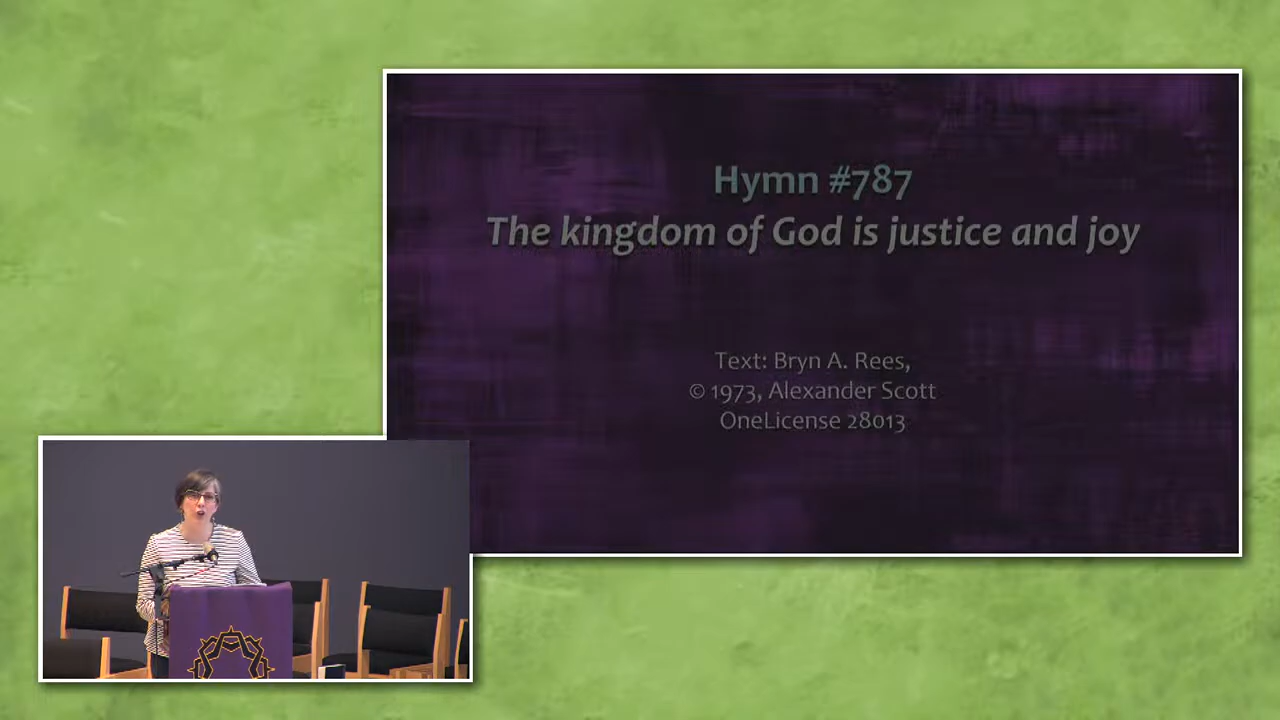 Hymn #787
The kingdom of God is justice and joy
Text: Bryn A. Rees,
© 1973, Alexander Scott
OneLicense 28013